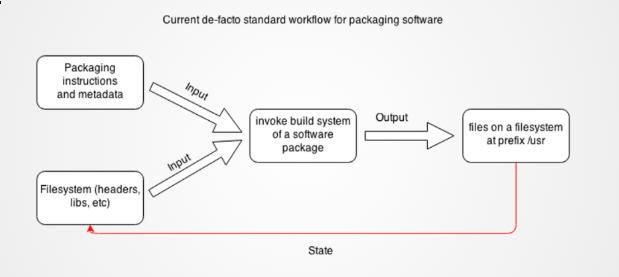 Current de-facto standard workflow for packaging software
Packaging
instructions
and metadata
Input
Input
Filesystem (headers,
libs, etc)
invoke build system
of a software
package
Output
files on a filesystem
at prefix /usr
State